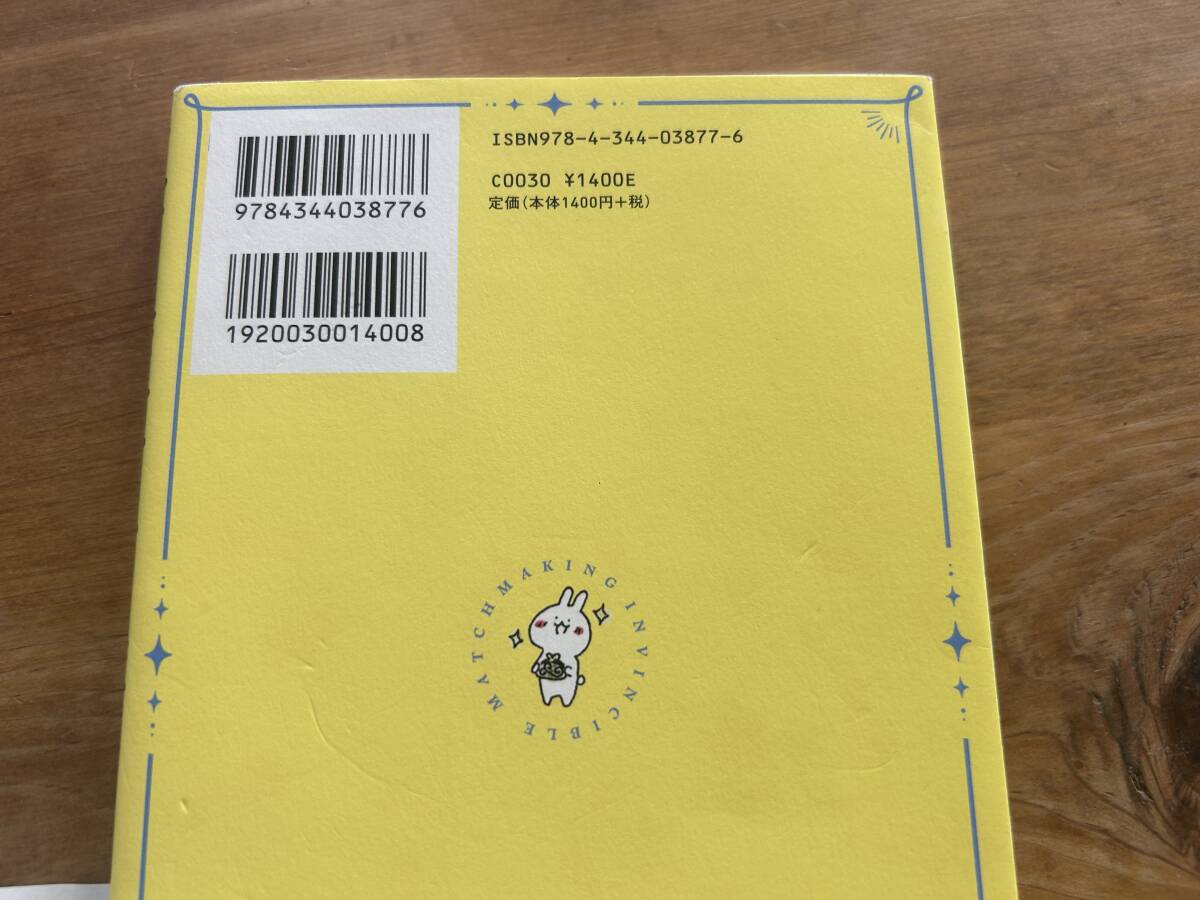 9784344038776
1920030014008
ISBN978-4-344-03877-6
C0030 ¥1400E
定価(本体1400円+税)
MATCHMAKING INVINCIBLE